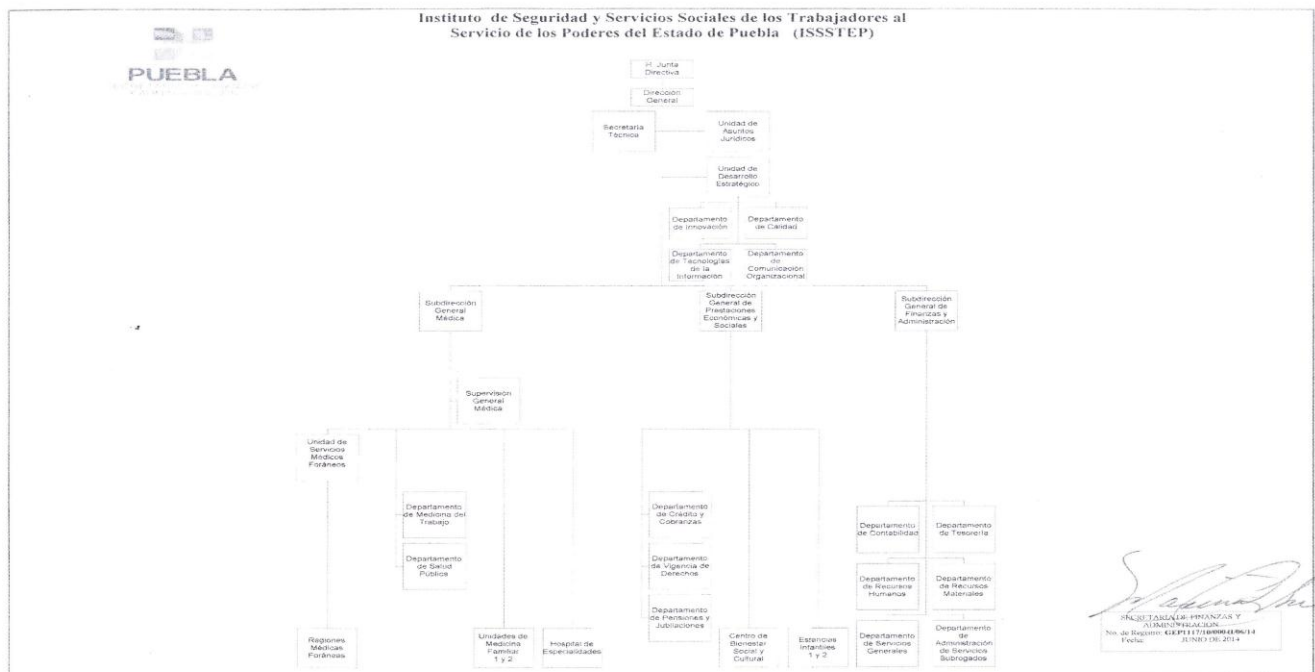 Instituto de Seguridad y Servicios Sociales de los Trabajadores al
Servicio de los Poderes del Estado de Puebla (ISSSTEP)
PUEBLA
H. Junta
Directiva
Dirección
General
Secretaría
Técnica
Unidad de
Asuntos
Jurídicos
Unidad de
Desarrollo
Estratégico
Departamento
de Innovación
Departamento
de Calidad
Departamento
de Tecnologías
de la
Información
Departamento
de
Comunicación
Organizacional
Subdirección
General
Médica
Subdirección
General de
Prestaciones
Económicas y
Sociales
Subdirección
General de
Finanzas y
Administración
Supervisión
General
Médica
Unidad de
Servicios
Médicos
Foráneos
Departamento
de Medicina del
Trabajo
Departamento
de Crédito y
Cobranzas
Departamento
de Contabilidad
Departamento
de Tesorería
Departamento
de Salud
Pública
Departamento
de Vigencia de
Derechos
Departamento
de Recursos
Humanos
Departamento
de Recursos
Materiales
Departamento
de Pensiones y
Jubilaciones
Regiones
Médicas
Foráneas
Unidades de
Medicina
Familiar
1 y 2
Hospital de
Especialidades
Centro de
Bienestar
Social y
Cultural
Estancias
Infantiles
1 y 2
Departamento
de Servicios
Generales
Departamento
de
Administración
de Servicios
Subrogados
SECRETARÍA DE FINANZAS Y
ADMINISTRACIÓN
No. de Registro:
Fecha: JUNIO DE 2014